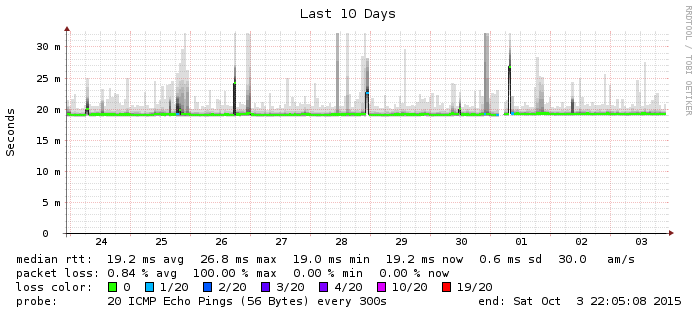 Last 10 Days
RRDTOOL / TOBI OETIKER
Seconds
30 m
25 m
20 m
15 m
10 m
5 m
0
24 25 26 27 28 29 30 01 02 03
median rtt: 19.2 ms avg 26.8 ms max 19.0 ms min 19.2 ms now 0.6 ms sd 30.0 am/s
packet loss: 0.84 % avg 100.00 % max 0.00 % min 0.00 % now
loss color: 0 1/20 2/20 3/20 4/20 10/20 19/20
probe: 20 ICMP Echo Pings (56 Bytes) every 300s end: Sat Oct 3 22:05:08 2015